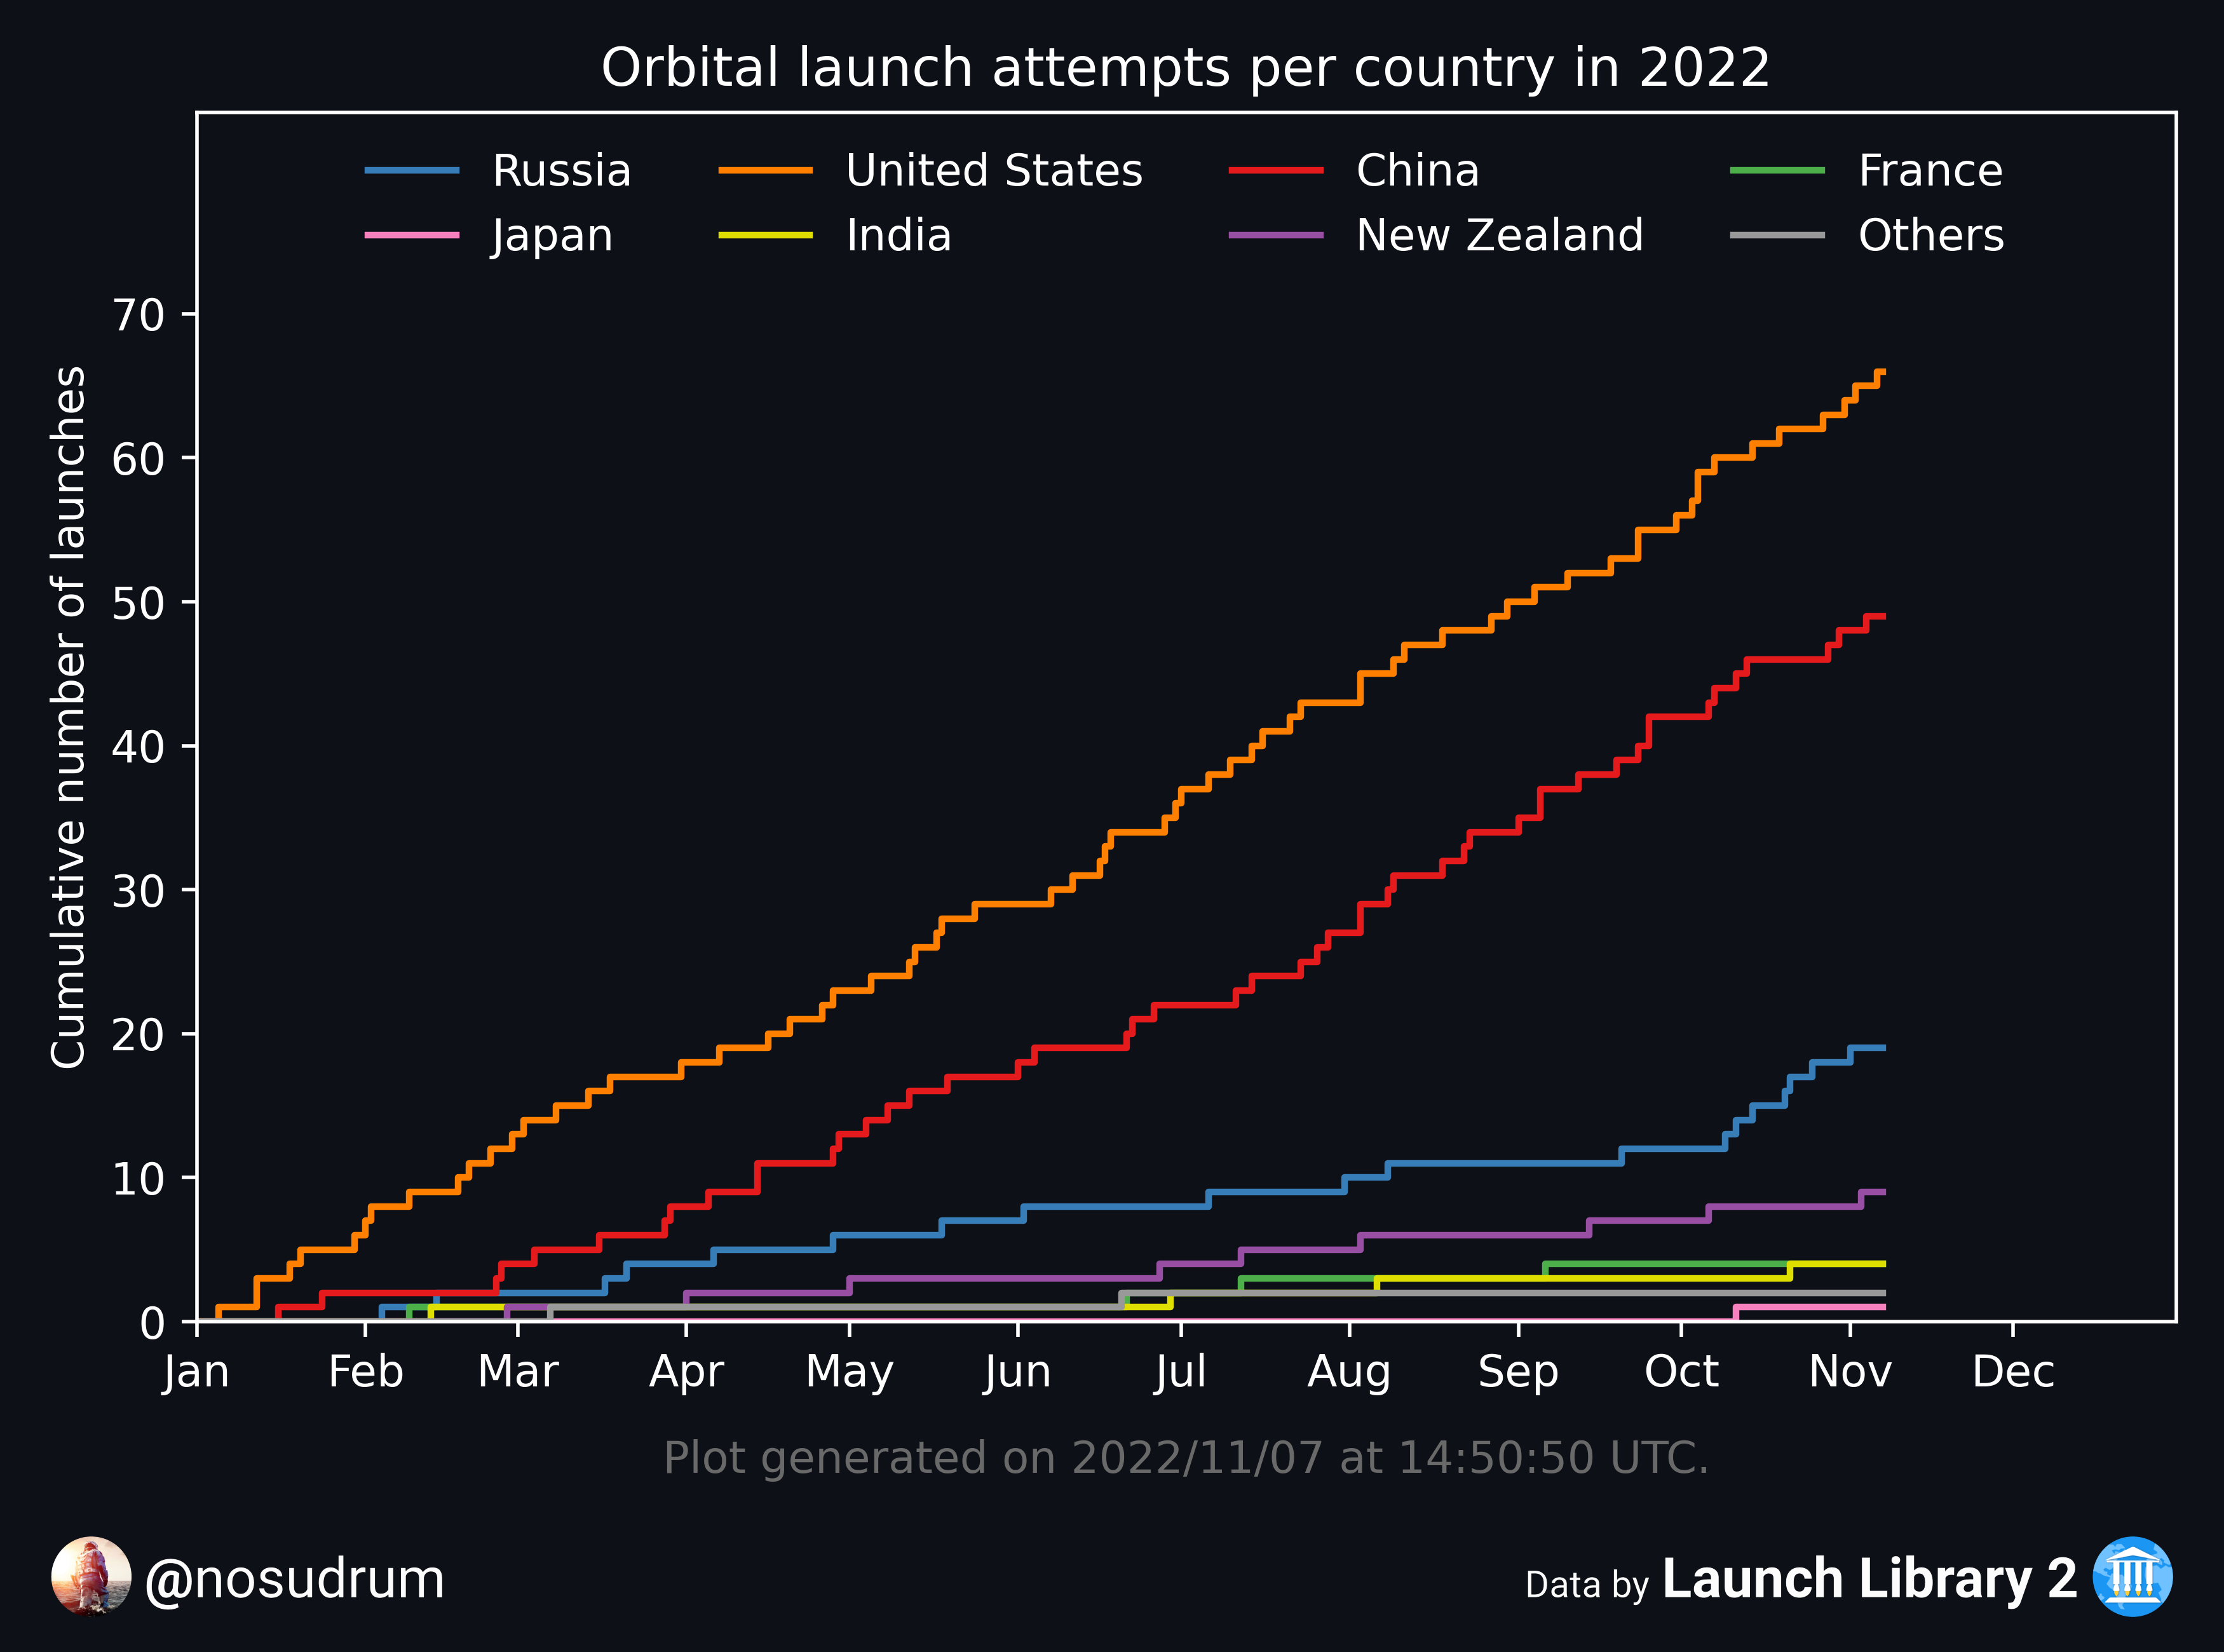 Orbital launch attempts per country in 2022
Russia United States China France
Japan India New Zealand Others
Cumulative number of launches
70
60
50
40
30
20
10
0
Jan Feb Mar Apr May Jun Jul Aug Sep Oct Nov Dec
Plot generated on 2022/11/07 at 14:50:50 UTC.
@nosudrum
Data by Launch Library 2